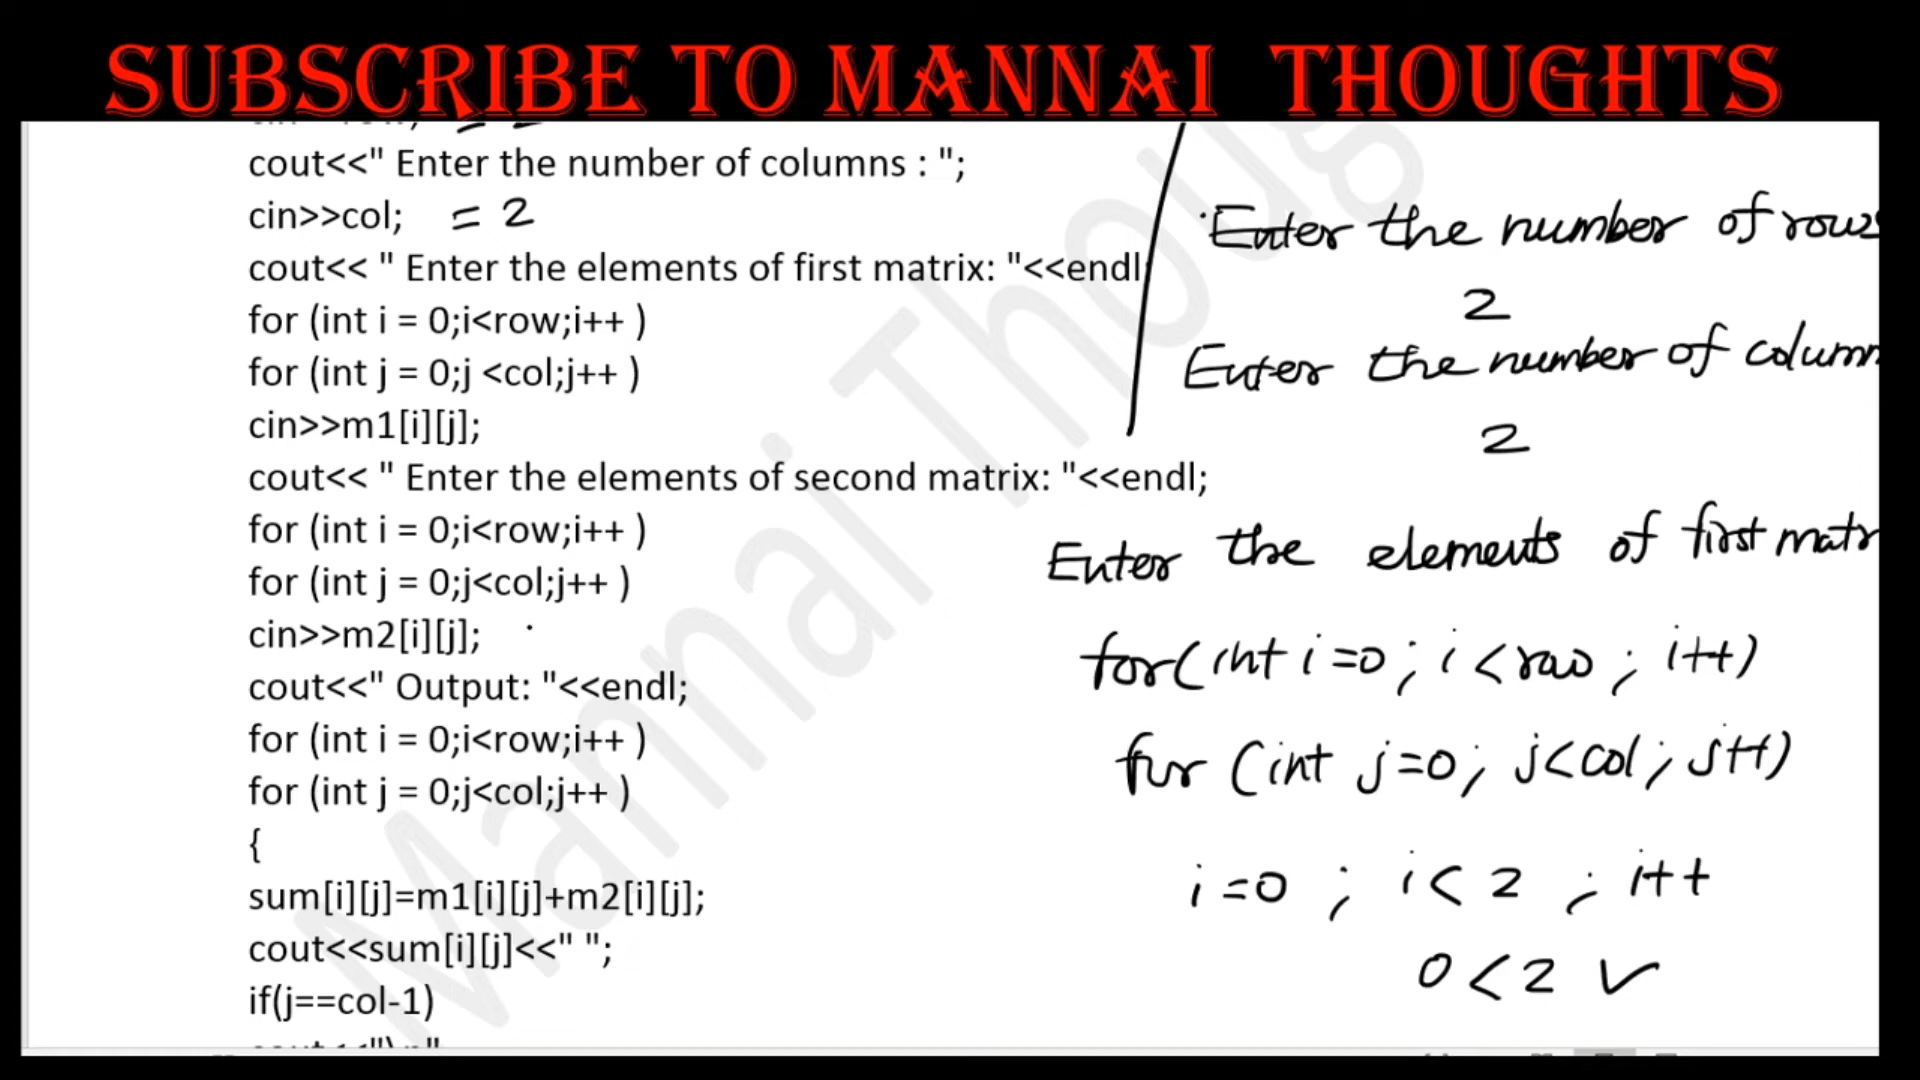 SUBSCRIBE TO MANNAI THOUGHTS
cout<<" Enter the number of columns : ";
cin>>col; = 2
cout<< " Enter the elements of first matrix: "<<endl;
for (int i = 0;i<row;i++ )
for (int j = 0;j <col;j++ )
cin>>m1[i][j];
cout<< " Enter the elements of second matrix: "<<endl;
for (int i = 0;i<row;i++ )
for (int j = 0;j<col;j++ )
cin>>m2[i][j];
cout<<" Output: "<<endl;
for (int i = 0;i<row;i++ )
for (int j = 0;j<col;j++ )
{
sum[i][j]=m1[i][j]+m2[i][j];
cout<<sum[i][j]<<" ";
if(j==col-1)
Enter the number of rows
2
Enter the number of column
2
Enter the elements of first matr
for(int i=0; i<row; i++)
for (int j=0; j<col; j++)
i=0 ; i< 2 ; i++
0<2 ✓
Mannai Thoug